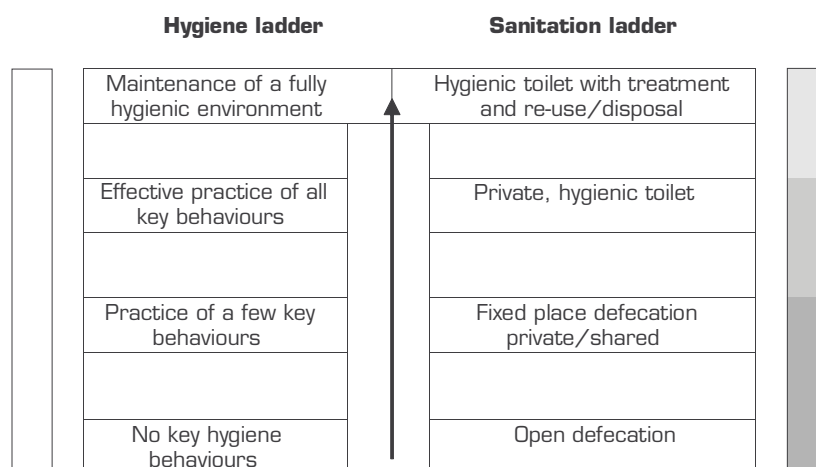 Hygiene ladder
Sanitation ladder
Maintenance of a fully
hygienic environment
Hygienic toilet with treatment
and re-use/disposal
Effective practice of all
key behaviours
Private, hygienic toilet
Practice of a few key
behaviours
Fixed place defecation
private/shared
No key hygiene
behaviours
Open defecation